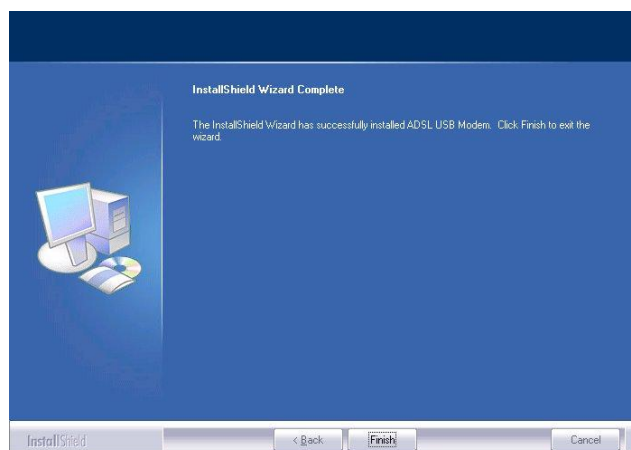 InstallShield Wizard Complete
The InstallShield Wizard has successfully installed ADSL USB Modem. Click Finish to exit the
wizard.
InstallShield
< Back
Finish
Cancel